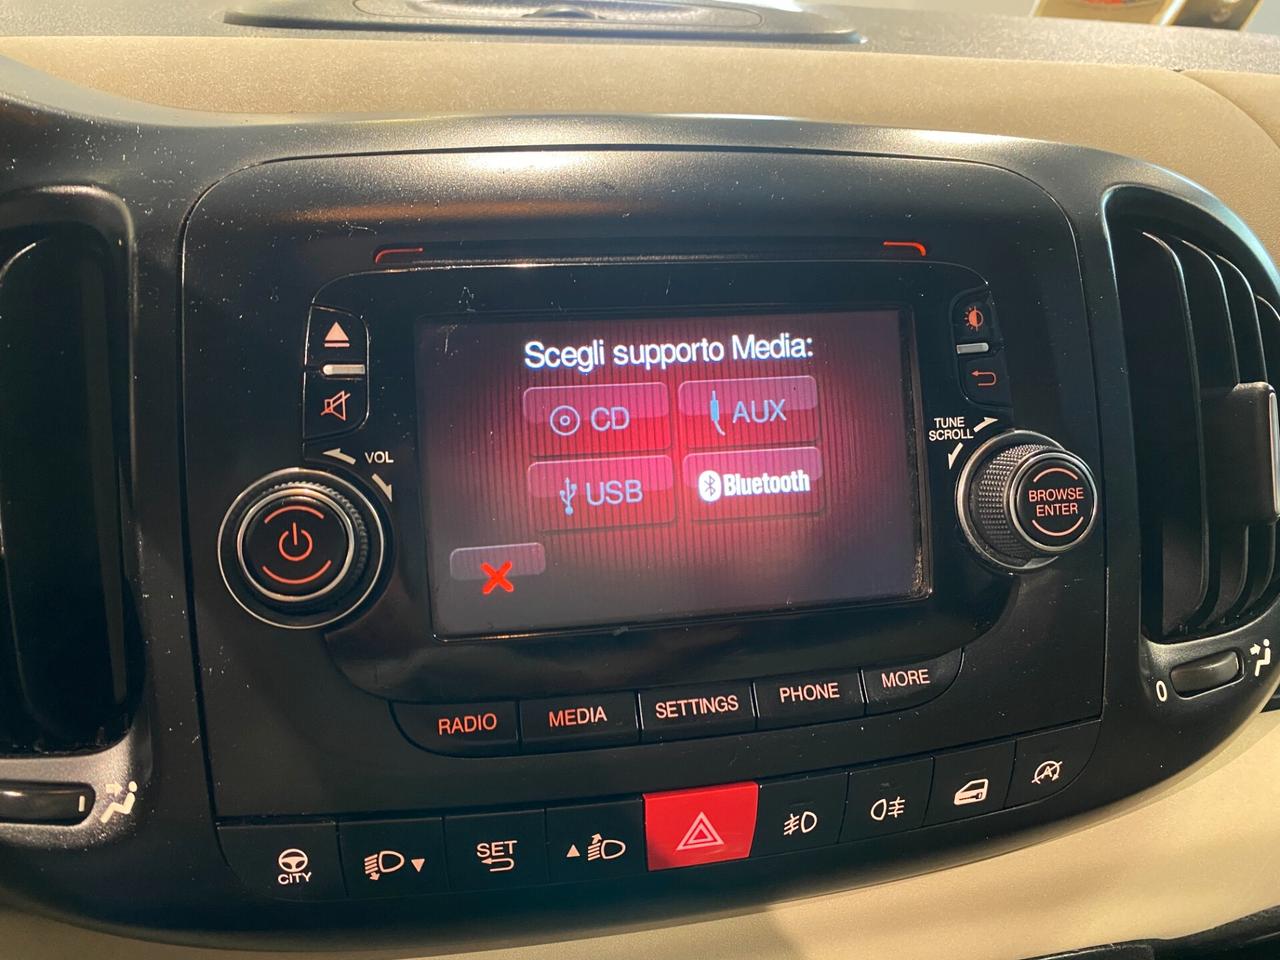 Scegli supporto Media:
CD
AUX
USB
Bluetooth
VOL
TUNE
SCROLL
BROWSE
ENTER
RADIO
MEDIA
SETTINGS
PHONE
MORE
0
CITY
SET
A